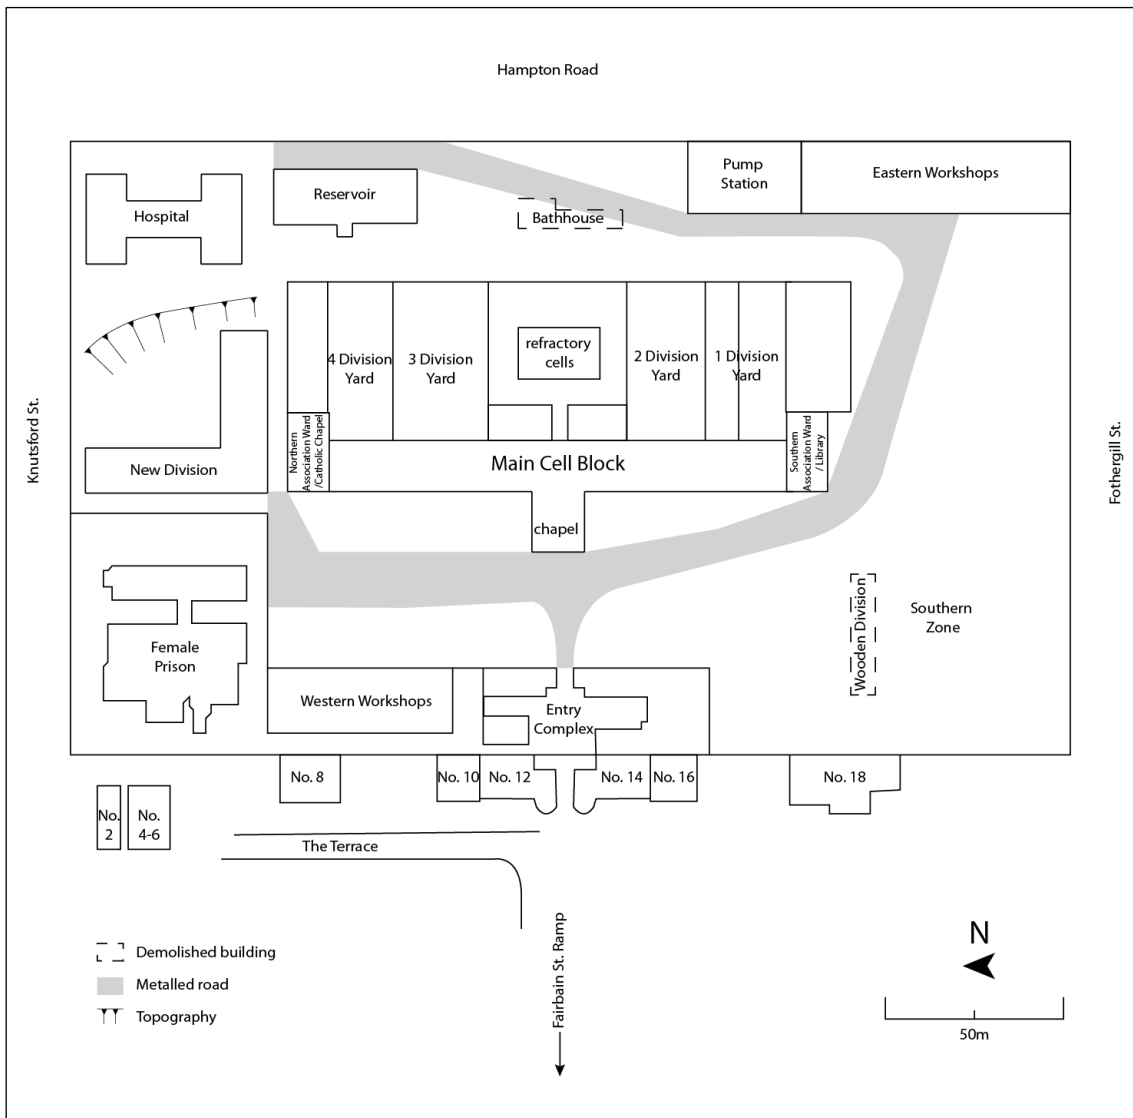 Hampton Road
Pump
Station
Eastern Workshops
Hospital
Reservoir
Bathhouse
4 Division
Yard
3 Division
Yard
refractory
cells
2 Division
Yard
1 Division
Yard
Knutsford St.
Fothergill St.
New Division
Northern
Association Ward
/Catholic Chapel
Main Cell Block
Southern
Association Ward
/ Library
chapel
Female
Prison
Wooden Division
Southern
Zone
Western Workshops
Entry
Complex
No. 8
No. 10
No. 12
No. 14
No. 16
No. 18
No.
2
No.
4-6
The Terrace
Fairbain St. Ramp
Demolished building
Metalled road
Topography
N
50m